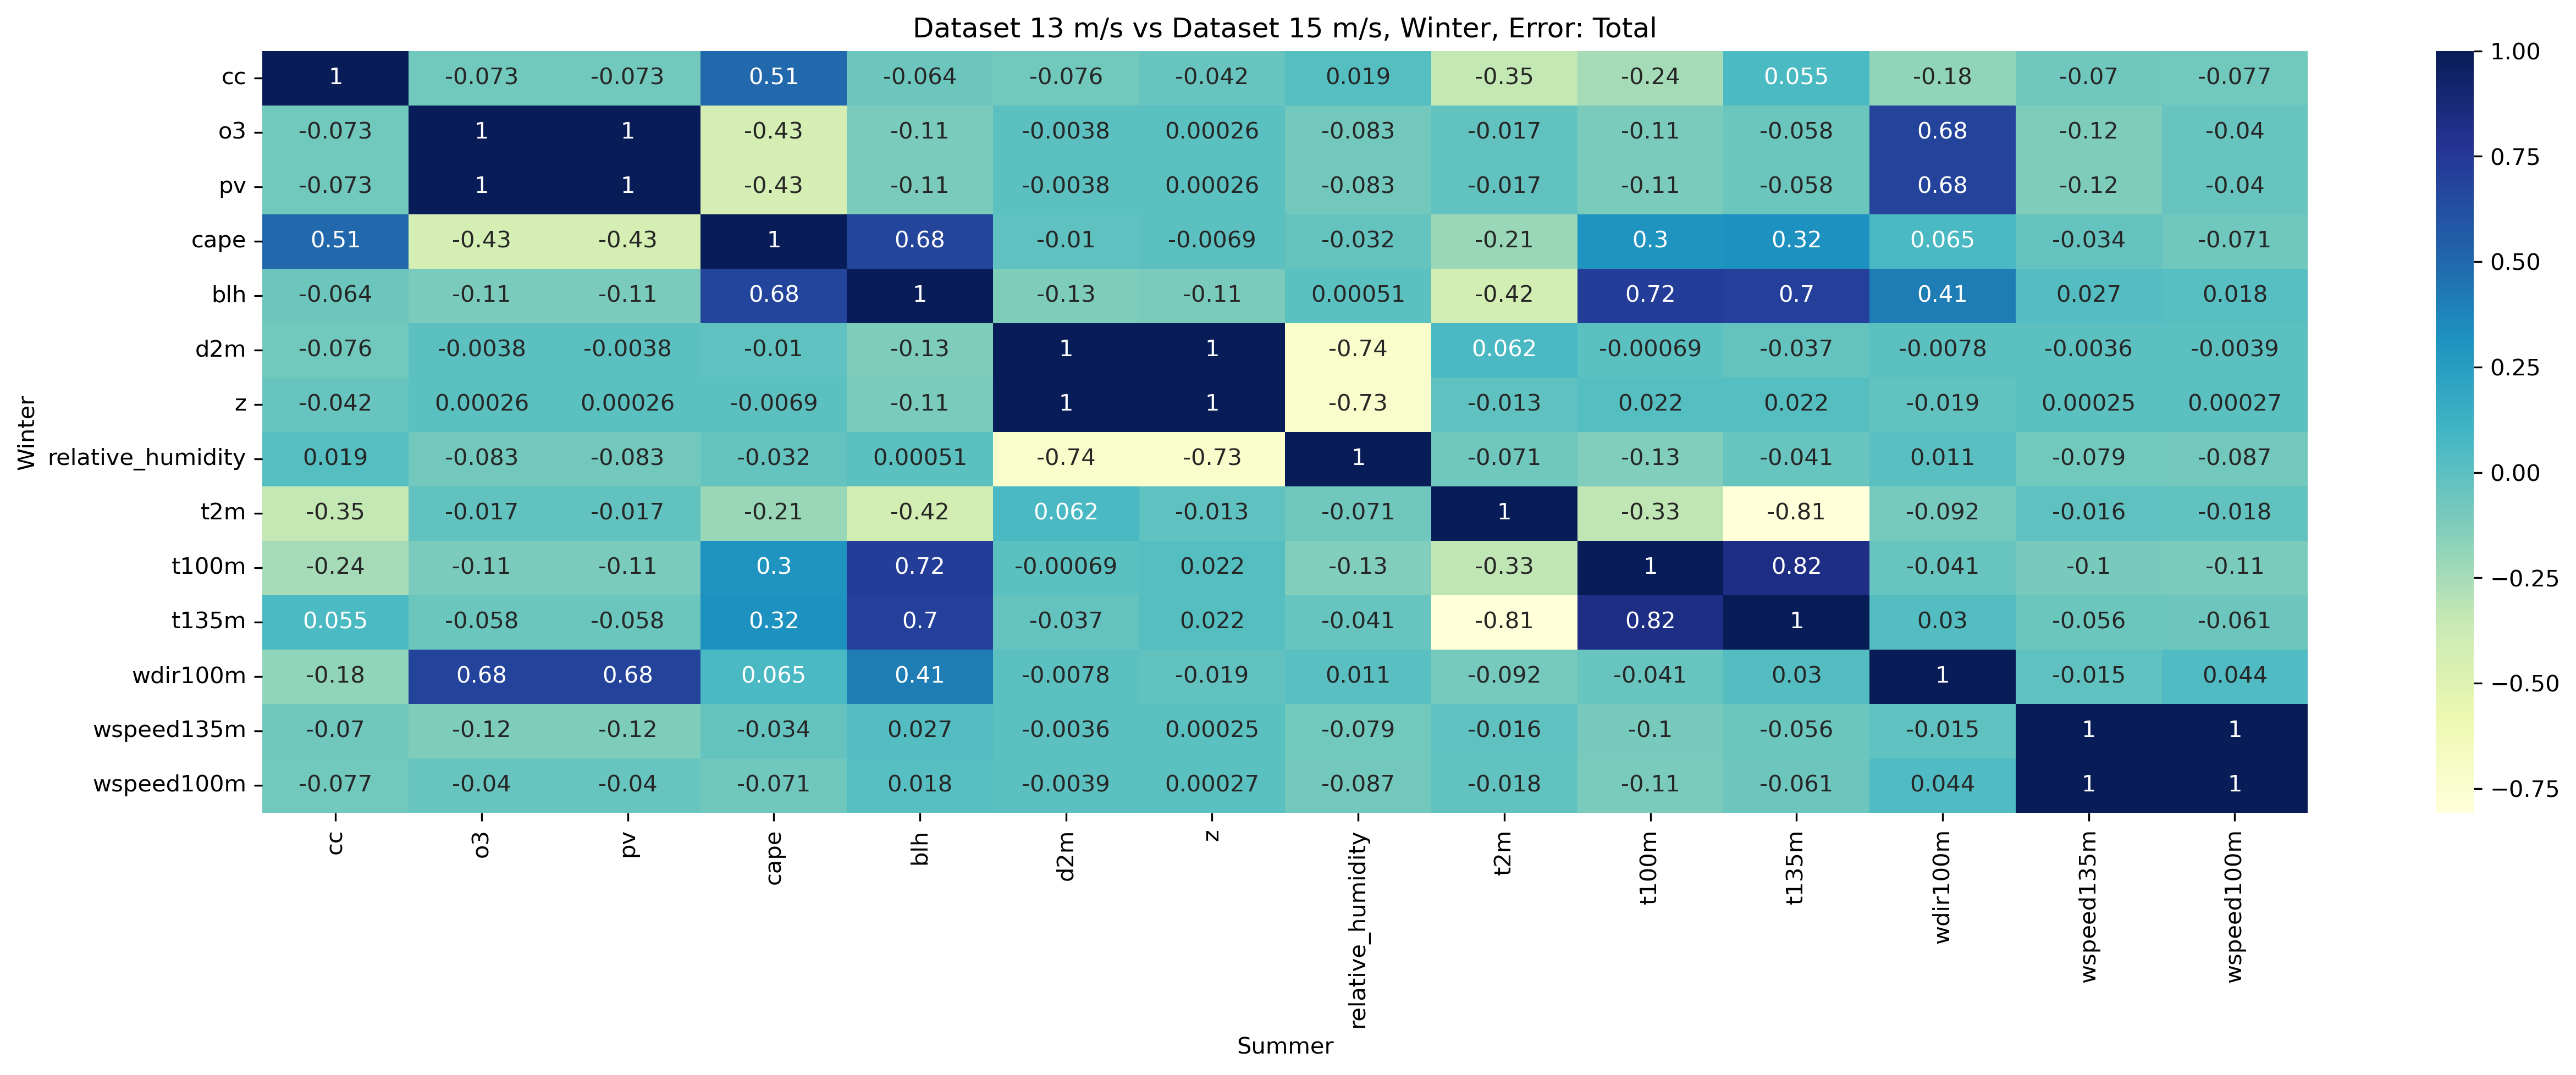 Dataset 13 m/s vs Dataset 15 m/s, Winter, Error: Total
cc 1 -0.073 -0.073 0.51 -0.064 -0.076 -0.042 0.019 -0.35 -0.24 0.055 -0.18 -0.07 -0.077
o3 -0.073 1 1 -0.43 -0.11 -0.0038 0.00026 -0.083 -0.017 -0.11 -0.058 0.68 -0.12 -0.04
pv -0.073 1 1 -0.43 -0.11 -0.0038 0.00026 -0.083 -0.017 -0.11 -0.058 0.68 -0.12 -0.04
cape 0.51 -0.43 -0.43 1 0.68 -0.01 -0.0069 -0.032 -0.21 0.3 0.32 0.065 -0.034 -0.071
blh -0.064 -0.11 -0.11 0.68 1 -0.13 -0.11 0.00051 -0.42 0.72 0.7 0.41 0.027 0.018
d2m -0.076 -0.0038 -0.0038 -0.01 -0.13 1 1 -0.74 0.062 -0.00069 -0.037 -0.0078 -0.0036 -0.0039
z -0.042 0.00026 0.00026 -0.0069 -0.11 1 1 -0.73 -0.013 0.022 0.022 -0.019 0.00025 0.00027
relative_humidity 0.019 -0.083 -0.083 -0.032 0.00051 -0.74 -0.73 1 -0.071 -0.13 -0.041 0.011 -0.079 -0.087
t2m -0.35 -0.017 -0.017 -0.21 -0.42 0.062 -0.013 -0.071 1 -0.33 -0.81 -0.092 -0.016 -0.018
t100m -0.24 -0.11 -0.11 0.3 0.72 -0.00069 0.022 -0.13 -0.33 1 0.82 -0.041 -0.1 -0.11
t135m 0.055 -0.058 -0.058 0.32 0.7 -0.037 0.022 -0.041 -0.81 0.82 1 0.03 -0.056 -0.061
wdir100m -0.18 0.68 0.68 0.065 0.41 -0.0078 -0.019 0.011 -0.092 -0.041 0.03 1 -0.015 0.044
wspeed135m -0.07 -0.12 -0.12 -0.034 0.027 -0.0036 0.00025 -0.079 -0.016 -0.1 -0.056 -0.015 1 1
wspeed100m -0.077 -0.04 -0.04 -0.071 0.018 -0.0039 0.00027 -0.087 -0.018 -0.11 -0.061 0.044 1 1
Winter
cc o3 pv cape blh d2m z relative_humidity t2m t100m t135m wdir100m wspeed135m wspeed100m
Summer
1.00
0.75
0.50
0.25
0.00
−0.25
−0.50
−0.75